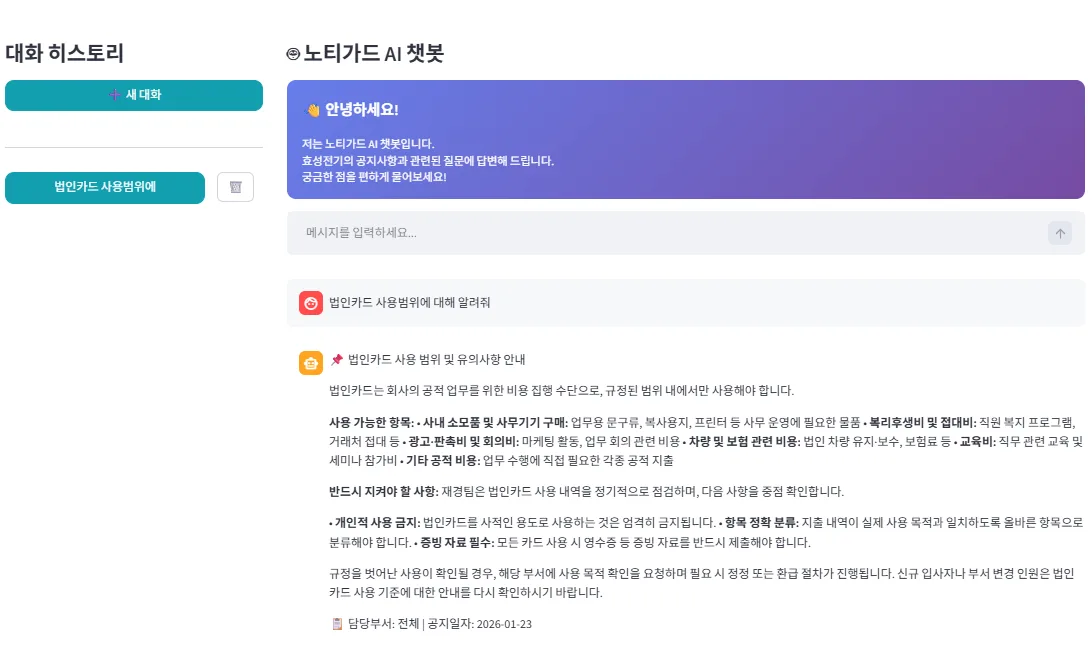 대화 히스토리
➕ 새 대화
법인카드 사용범위에
노티가드 AI 챗봇
👋 안녕하세요!
저는 노티가드 AI 챗봇입니다.
효성전기의 공지사항과 관련된 질문에 답변해 드립니다.
궁금한 점을 편하게 물어보세요!
메시지를 입력하세요...
법인카드 사용범위에 대해 알려줘
📌 법인카드 사용 범위 및 유의사항 안내
법인카드는 회사의 공적 업무를 위한 비용 집행 수단으로, 규정된 범위 내에서만 사용해야 합니다.
사용 가능한 항목: • 사내 소모품 및 사무기기 구매: 업무용 문구류, 복사용지, 프린터 등 사무 운영에 필요한 물품 • 복리후생비 및 접대비: 직원 복지 프로그램,
거래처 접대 등 • 광고·판촉비 및 회의비: 마케팅 활동, 업무 회의 관련 비용 • 차량 및 보험 관련 비용: 법인 차량 유지·보수, 보험료 등 • 교육비: 직무 관련 교육 및
세미나 참가비 • 기타 공적 비용: 업무 수행에 직접 필요한 각종 공적 지출
반드시 지켜야 할 사항: 재경팀은 법인카드 사용 내역을 정기적으로 점검하며, 다음 사항을 중점 확인합니다.
• 개인적 사용 금지: 법인카드를 사적인 용도로 사용하는 것은 엄격히 금지됩니다. • 항목 정확 분류: 지출 내역이 실제 사용 목적과 일치하도록 올바른 항목으로
분류해야 합니다. • 증빙 자료 필수: 모든 카드 사용 시 영수증 등 증빙 자료를 반드시 제출해야 합니다.
규정을 벗어난 사용이 확인될 경우, 해당 부서에 사용 목적 확인을 요청하며 필요 시 정정 또는 환급 절차가 진행됩니다. 신규 입사자나 부서 변경 인원은 법인
카드 사용 기준에 대한 안내를 다시 확인하시기 바랍니다.
📋 담당부서: 전체 | 공지일자: 2026-01-23